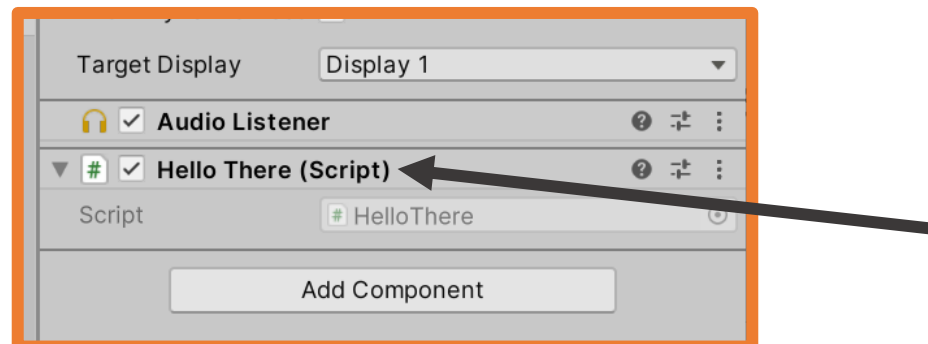 Target Display Display 1
Audio Listener
# Hello There (Script)
Script # HelloThere
Add Component